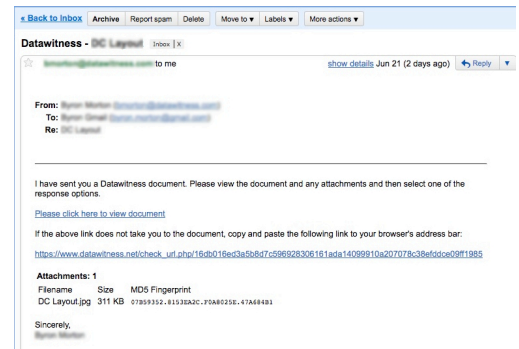 « Back to Inbox Archive Report spam Delete Move to ▾ Labels ▾ More actions ▾
Datawitness - Inbox | X
to me show details Jun 21 (2 days ago) Reply ▾
From:
To:
Re:
I have sent you a Datawitness document. Please view the document and any attachments and then select one of the
response options.
Please click here to view document
If the above link does not take you to the document, copy and paste the following link to your browser's address bar:
https://www.datawitness.net/check_url.php/16db016ed3a5b8d7c596928306161ada14099910a207078c38efddce09ff1985
Attachments: 1
Filename Size MD5 Fingerprint
DC Layout.jpg 311 KB 07B59352.8153EA2C.F0A8025E.47A684B1
Sincerely,